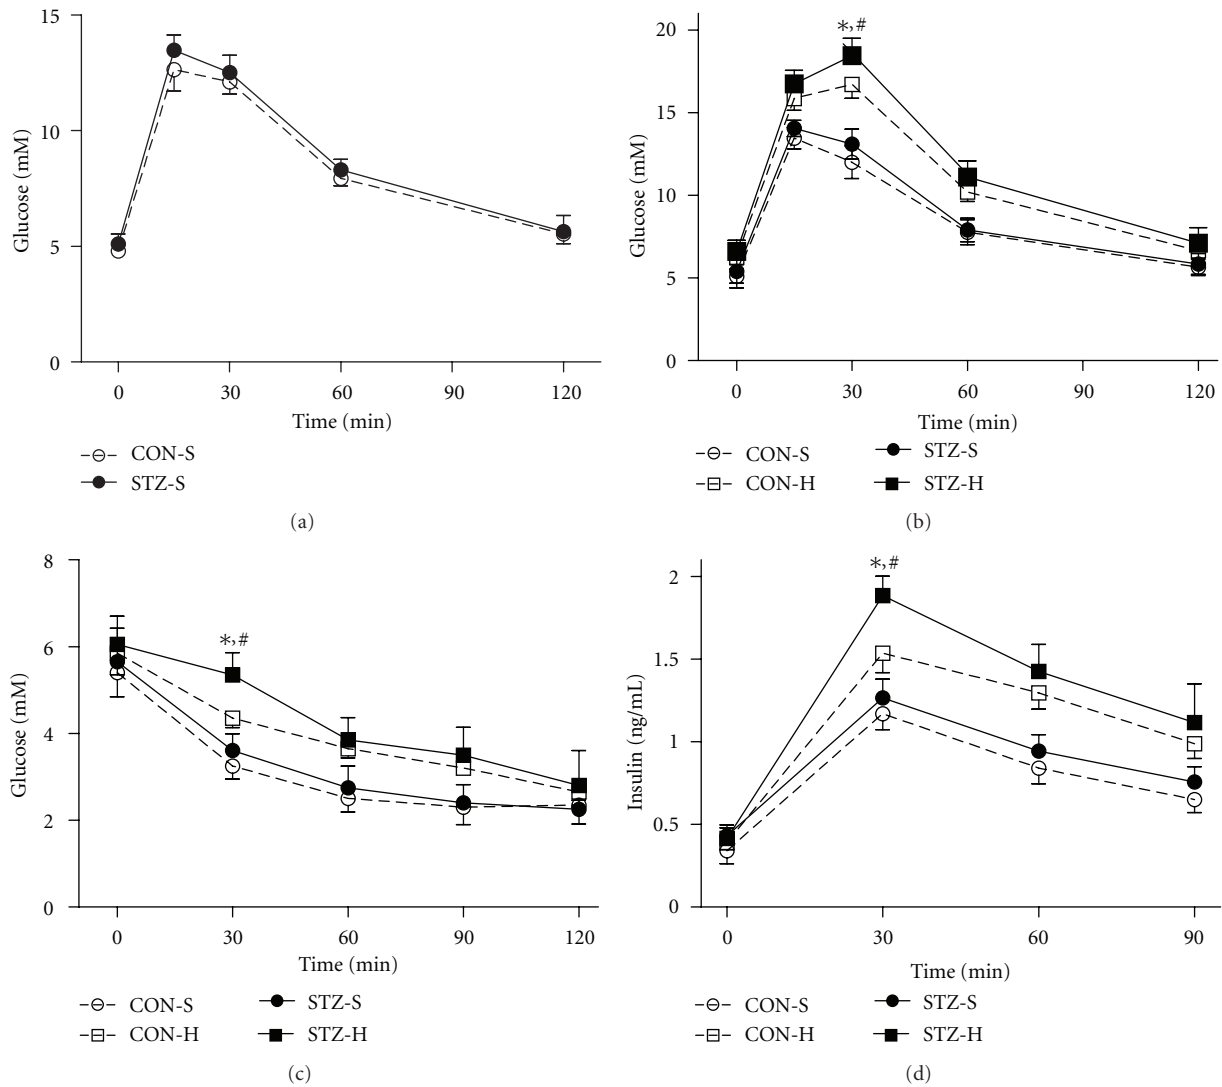 15
10
5
0
Glucose (mM)
0 30 60 90 120
Time (min)
CON-S
STZ-S
(a)
20
15
10
5
0
Glucose (mM)
*,#
0 30 60 90 120
Time (min)
CON-S STZ-S
CON-H STZ-H
(b)
8
6
4
2
0
Glucose (mM)
*,#
0 30 60 90 120
Time (min)
CON-S STZ-S
CON-H STZ-H
(c)
2
1.5
1
0.5
0
Insulin (ng/mL)
*,#
0 30 60 90
Time (min)
CON-S STZ-S
CON-H STZ-H
(d)